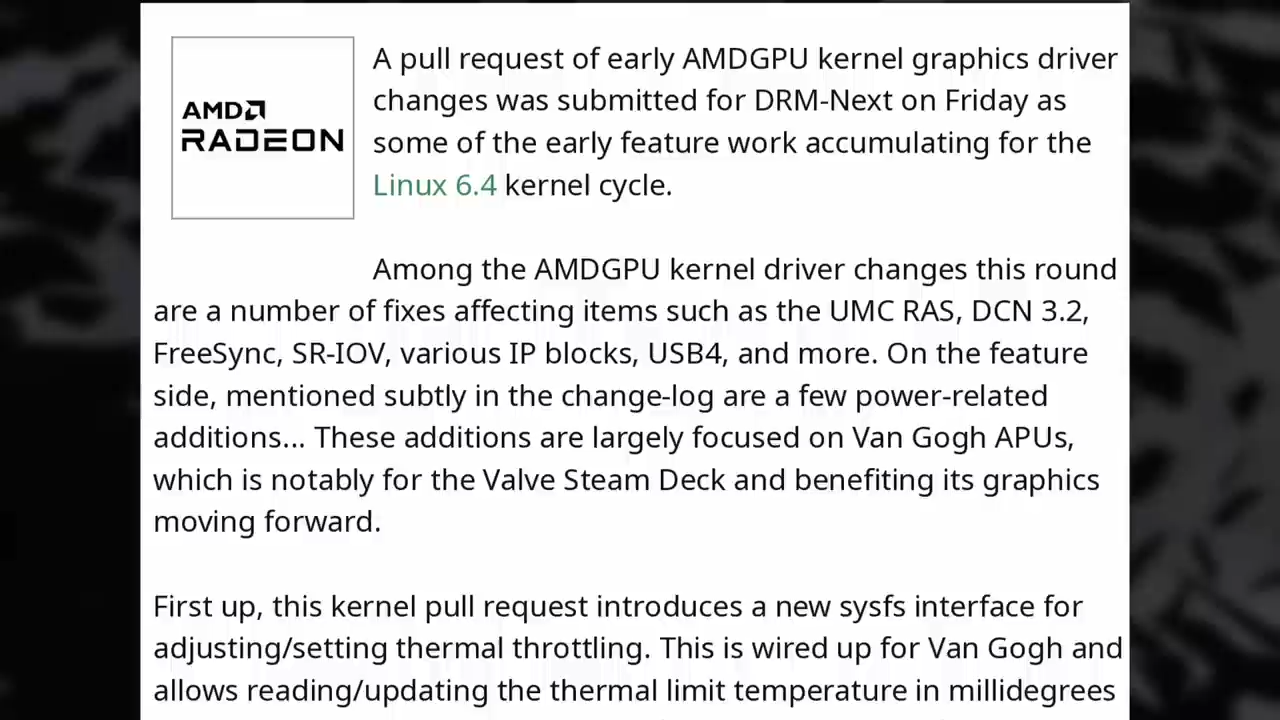 AMD
RADEON
A pull request of early AMDGPU kernel graphics driver
changes was submitted for DRM-Next on Friday as
some of the early feature work accumulating for the
Linux 6.4 kernel cycle.
Among the AMDGPU kernel driver changes this round
are a number of fixes affecting items such as the UMC RAS, DCN 3.2,
FreeSync, SR-IOV, various IP blocks, USB4, and more. On the feature
side, mentioned subtly in the change-log are a few power-related
additions... These additions are largely focused on Van Gogh APUs,
which is notably for the Valve Steam Deck and benefiting its graphics
moving forward.
First up, this kernel pull request introduces a new sysfs interface for
adjusting/setting thermal throttling. This is wired up for Van Gogh and
allows reading/updating the thermal limit temperature in millidegrees